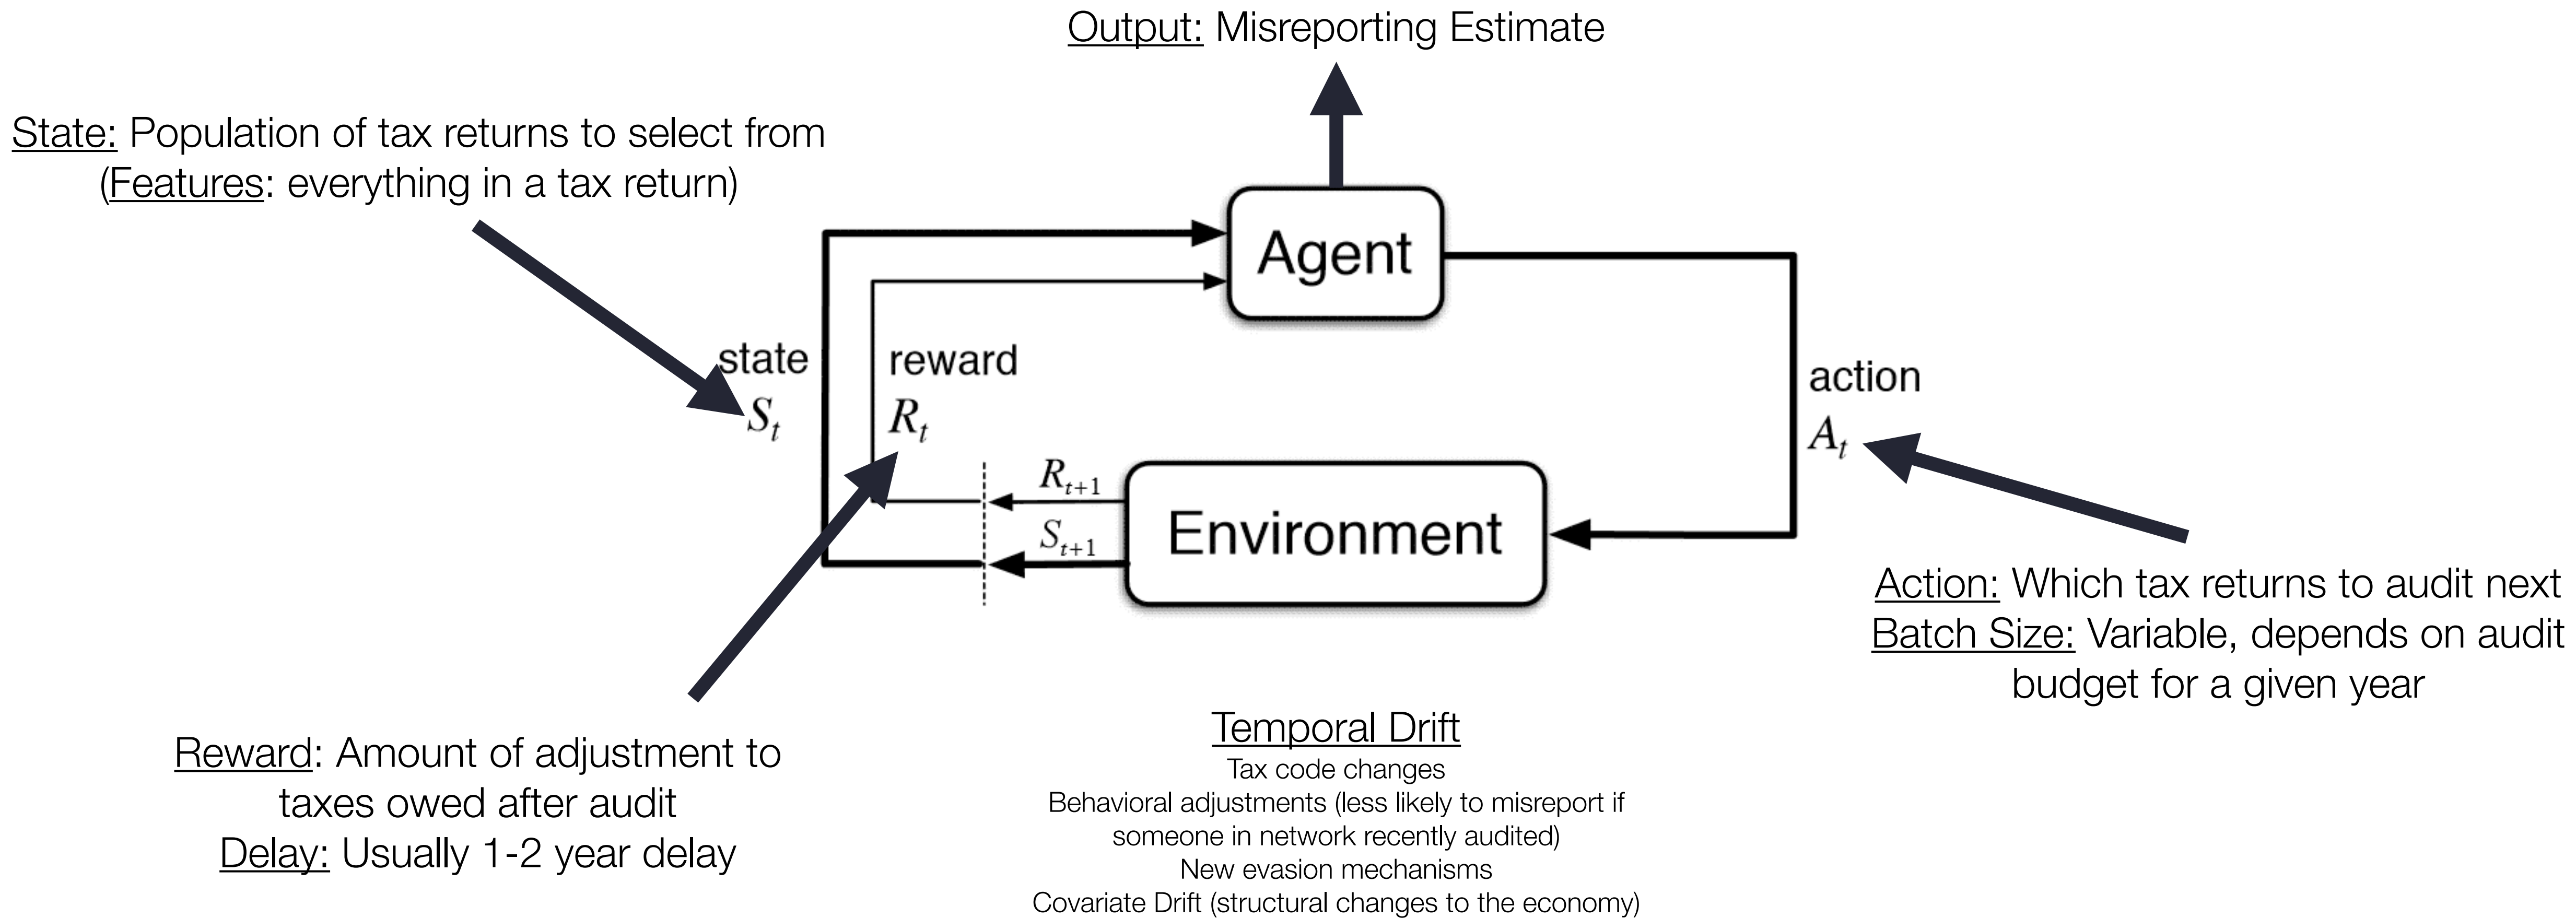 Output: Misreporting Estimate
State: Population of tax returns to select from
(Features: everything in a tax return)
Agent
state
S_t
reward
R_t
action
A_t
R_{t+1}
S_{t+1}
Environment
Action: Which tax returns to audit next
Batch Size: Variable, depends on audit
budget for a given year
Reward: Amount of adjustment to
taxes owed after audit
Delay: Usually 1-2 year delay
Temporal Drift
Tax code changes
Behavioral adjustments (less likely to misreport if
someone in network recently audited)
New evasion mechanisms
Covariate Drift (structural changes to the economy)